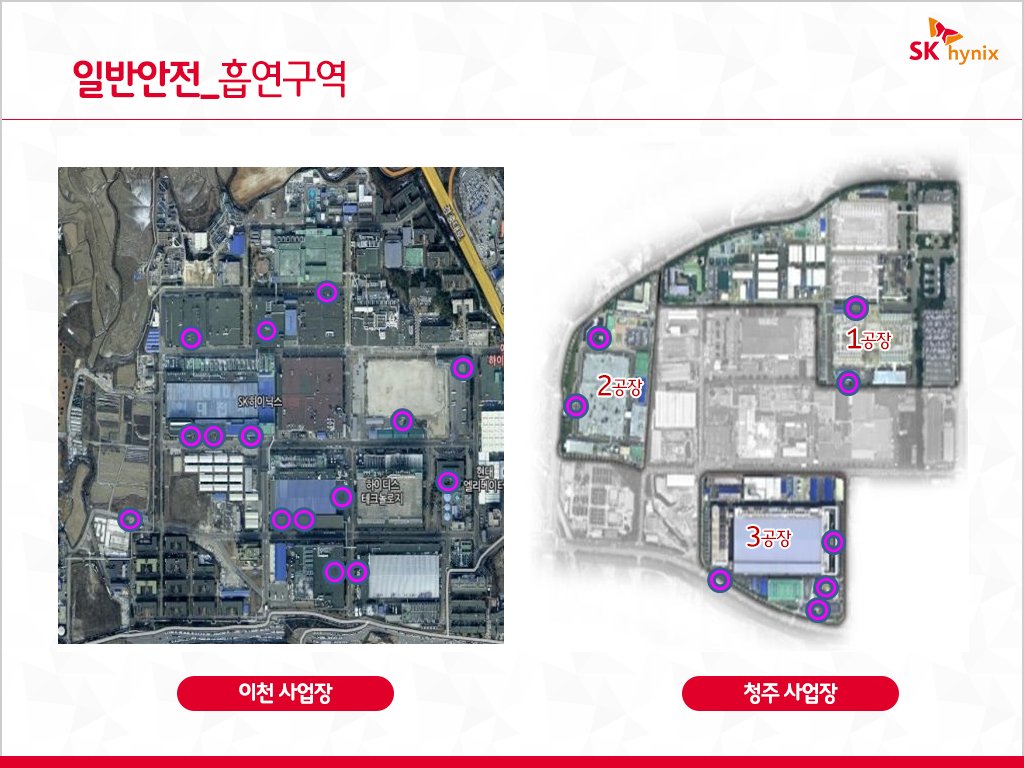 SK hynix
일반안전_흡연구역
SK하이닉스
하이디스
테크놀로지
현대
엘리베이터
1공장
2공장
3공장
이천 사업장
청주 사업장